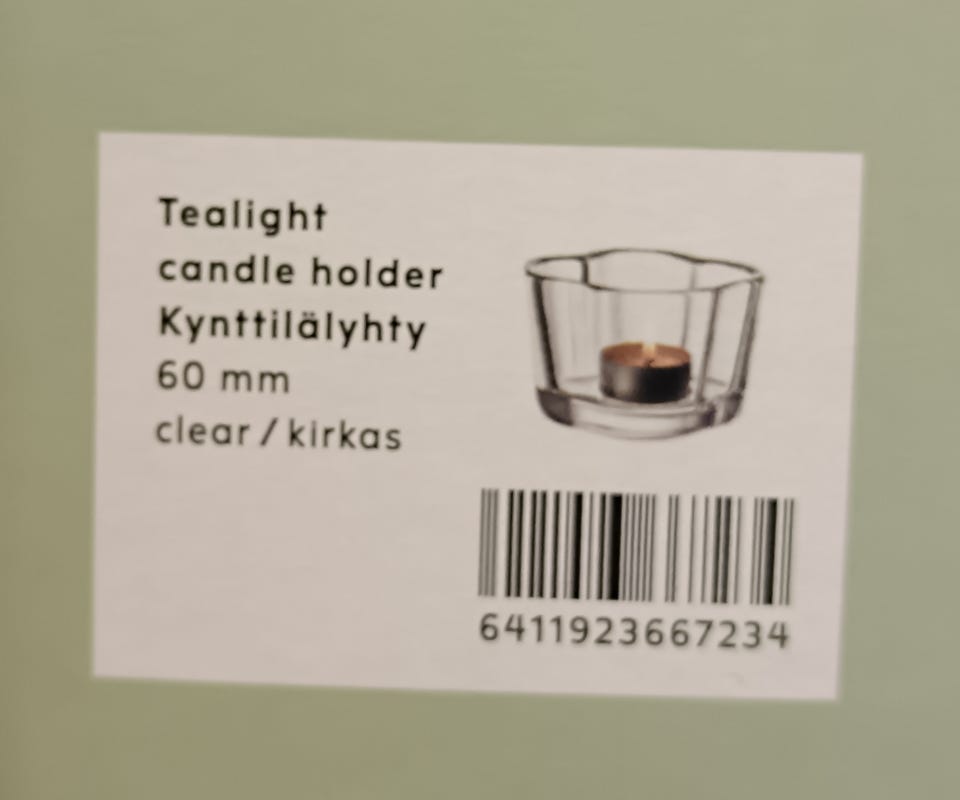 Tealight
candle holder
Kynttilälyhty
60 mm
clear / kirkas
6411923667234